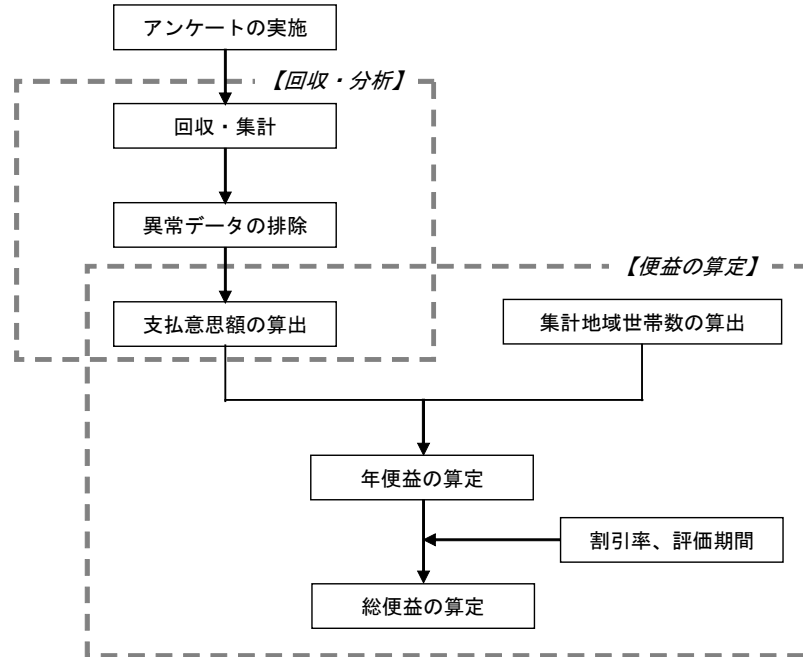 アンケートの実施
【回収・分析】
回収・集計
異常データの排除
【便益の算定】
支払意思額の算出
集計地域世帯数の算出
年便益の算定
割引率、評価期間
総便益の算定